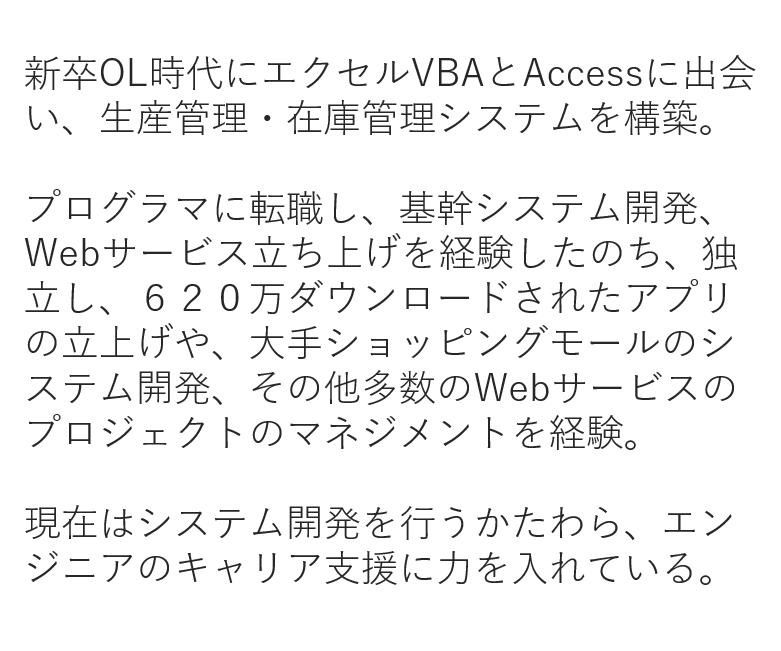 新卒OL時代にエクセルVBAとAccessに出会
い、生産管理・在庫管理システムを構築。
プログラマに転職し、基幹システム開発、
Webサービス立ち上げを経験したのち、独
立し、６２０万ダウンロードされたアプリ
の立上げや、大手ショッピングモールのシ
ステム開発、その他多数のWebサービスの
プロジェクトのマネジメントを経験。
現在はシステム開発を行うかたわら、エン
ジニアのキャリア支援に力を入れている。